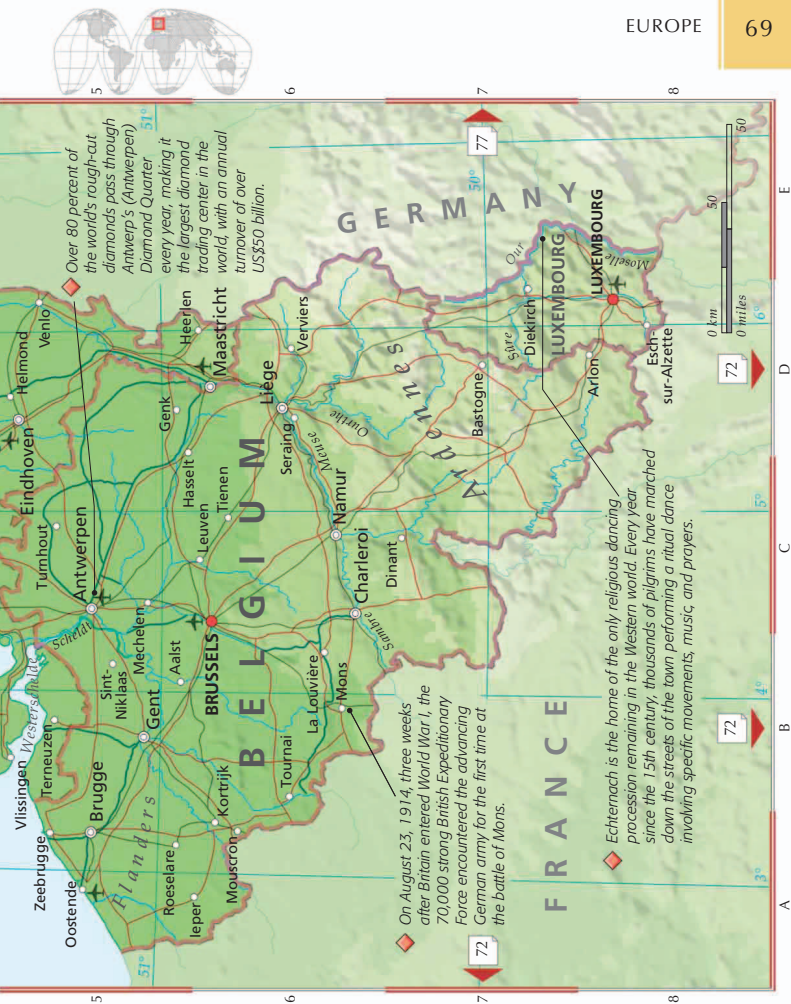 EUROPE
69
5
6
7
8
51°
50°
77
Over 80 percent of
the world's rough-cut
diamonds pass through
Antwerp's (Antwerpen)
Diamond Quarter
every year, making it
the largest diamond
trading center in the
world, with an annual
turnover of over
US$50 billion.
GERMANY
E
D
C
B
A
Venlo
Helmond
Eindhoven
Heerlen
Maastricht
Genk
Hasselt
Liège
Verviers
Seraing
Meuse
Ourthe
Turnhout
Antwerpen
Leuven
Tienen
Namur
Ardennes
Bastogne
Our
Sûre
Diekirch
LUXEMBOURG
LUXEMBOURG
Moselle
Arlon
Esch-
sur-Alzette
0 km
50
0 miles
50
6°
72
5°
Scheldt
Mechelen
BRUSSELS
BELGIUM
Charleroi
Dinant
Sambre
Sint-
Niklaas
Aalst
La Louvière
Mons
Westerschelde
Vlissingen
Terneuzen
Gent
Tournai
Zeebrugge
Brugge
Oostende
Flanders
Kortrijk
Roeselare
Ieper
Mouscron
51°
4°
72
3°
FRANCE
72
On August 23, 1914, three weeks
after Britain entered World War I, the
70,000 strong British Expeditionary
Force encountered the advancing
German army for the first time at
the battle of Mons.
Echternach is the home of the only religious dancing
procession remaining in the Western world. Every year
since the 15th century, thousands of pilgrims have marched
down the streets of the town performing a ritual dance
involving specific movements, music, and prayers.
5
6
7
8